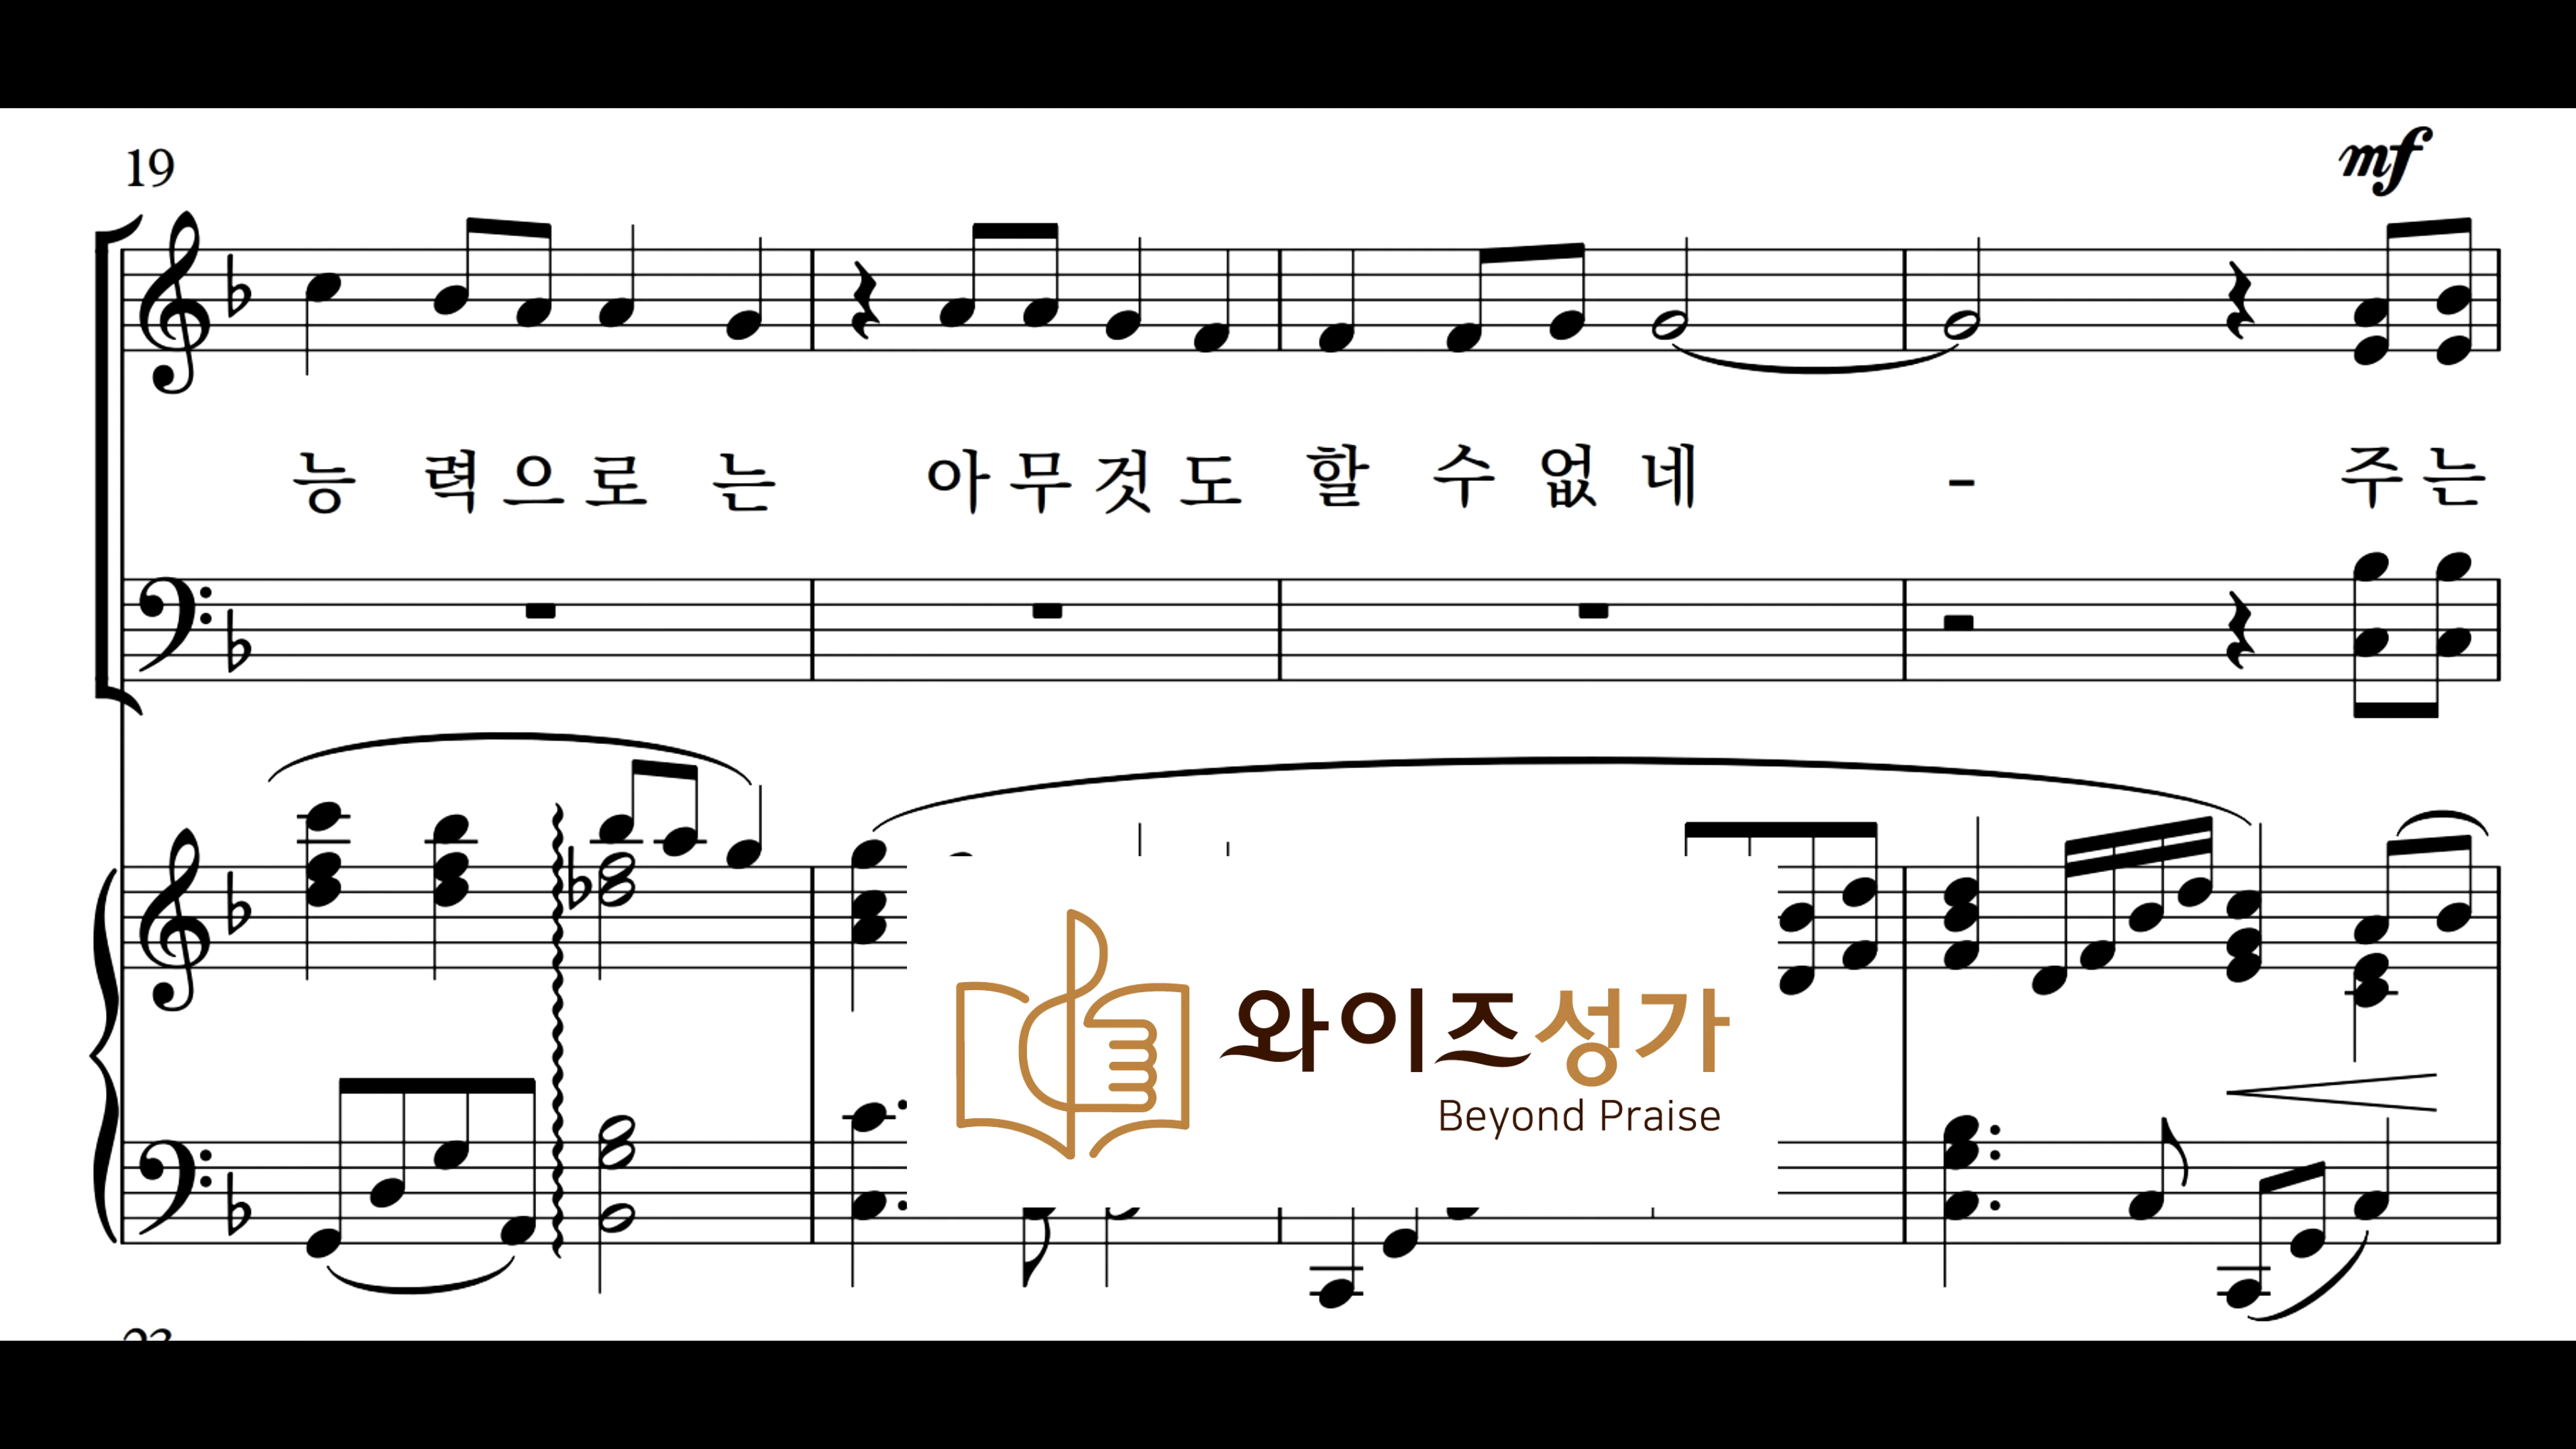 19
mf
능 력 으 로 는 아 무 것 도 할 수 없 네 - 주 는
와이즈성가
Beyond Praise